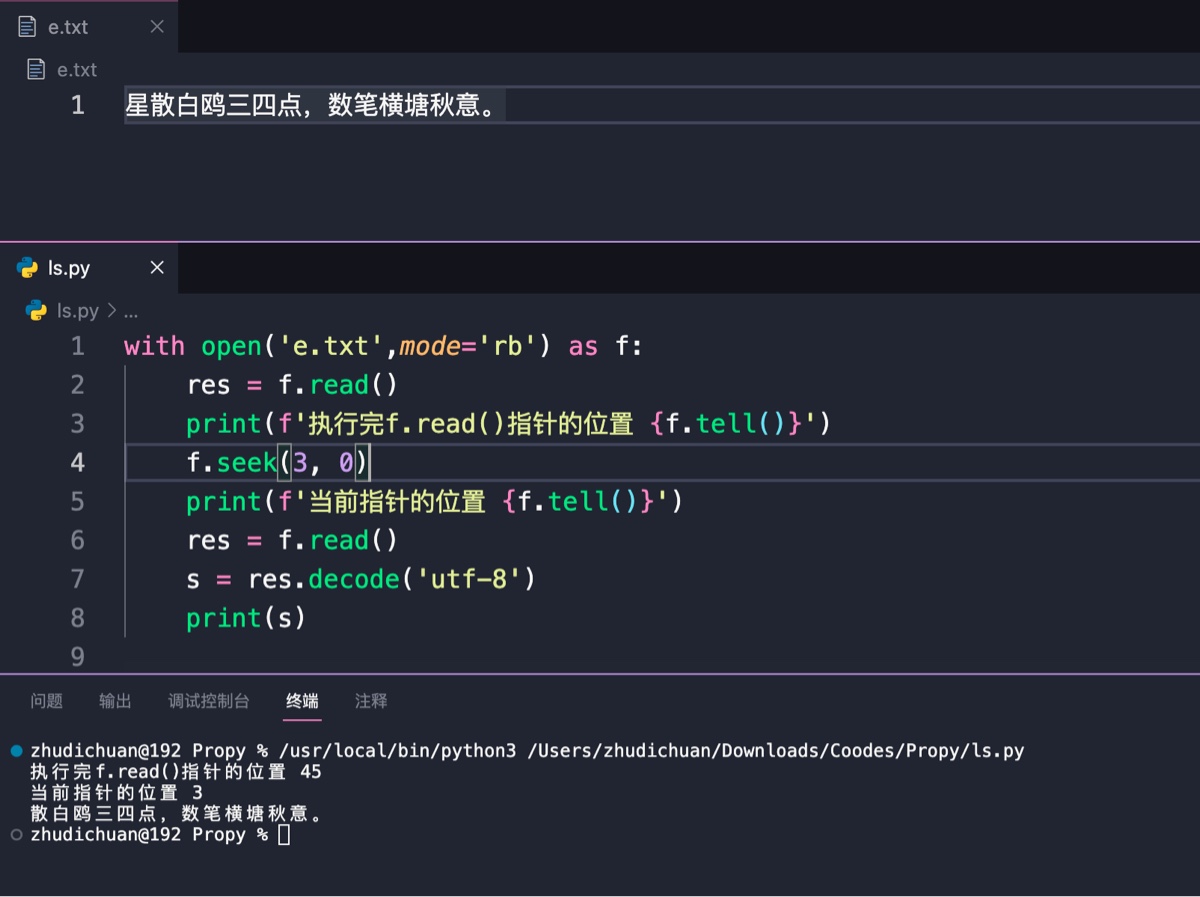 e.txt
e.txt
1 星散白鸥三四点，数笔横塘秋意。
ls.py
ls.py > ...
1 with open('e.txt',mode='rb') as f:
2 res = f.read()
3 print(f'执行完f.read()指针的位置 {f.tell()}')
4 f.seek(3, 0)
5 print(f'当前指针的位置 {f.tell()}')
6 res = f.read()
7 s = res.decode('utf-8')
8 print(s)
9
问题 输出 调试控制台 终端 注释
zhudichuan@192 Propy % /usr/local/bin/python3 /Users/zhudichuan/Downloads/Coodes/Propy/ls.py
执行完f.read()指针的位置 45
当前指针的位置 3
散白鸥三四点，数笔横塘秋意。
zhudichuan@192 Propy %